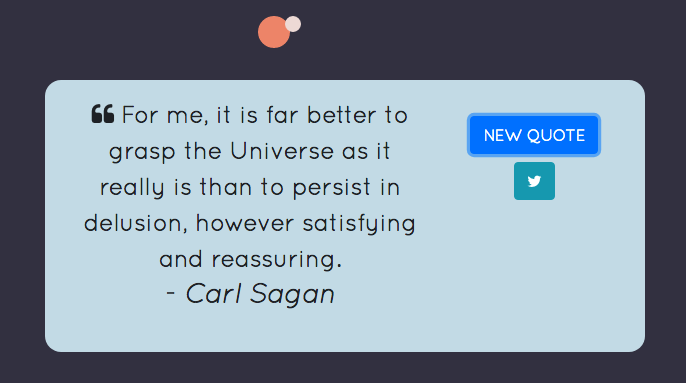 ❝ For me, it is far better to
grasp the Universe as it
really is than to persist in
delusion, however satisfying
and reassuring.
- Carl Sagan
NEW QUOTE